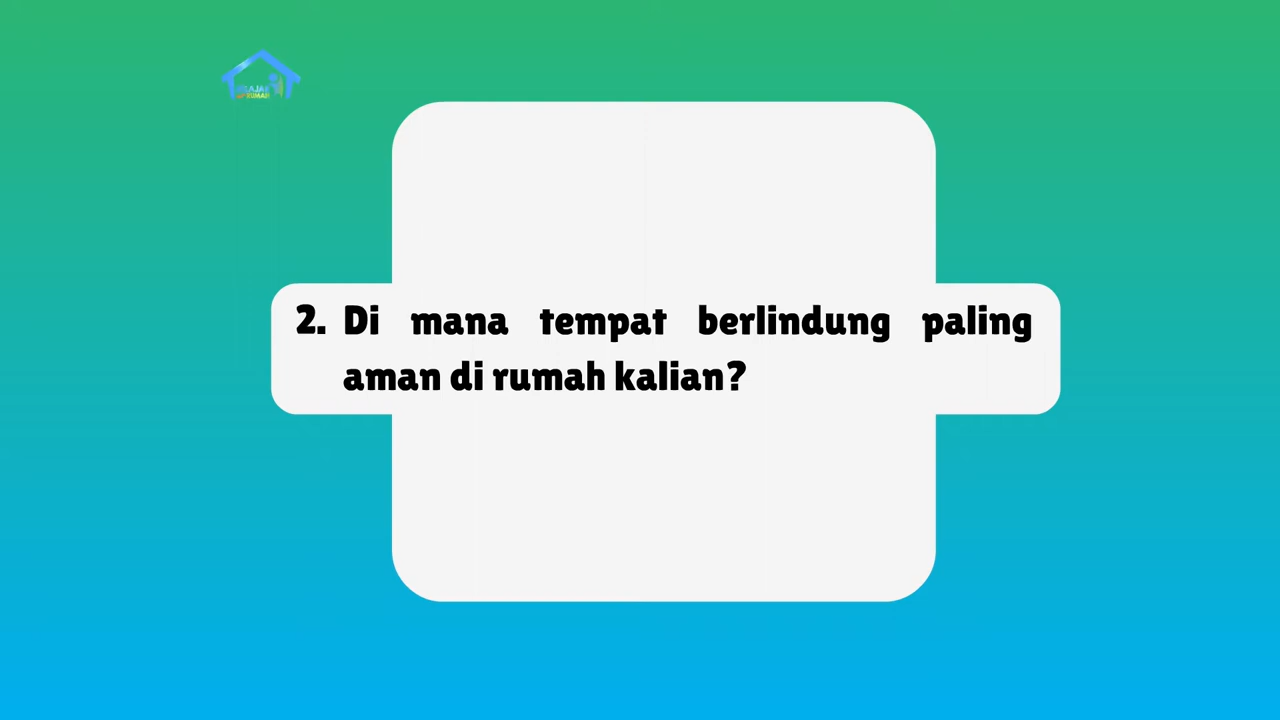 2. Di mana tempat berlindung paling
aman di rumah kalian?